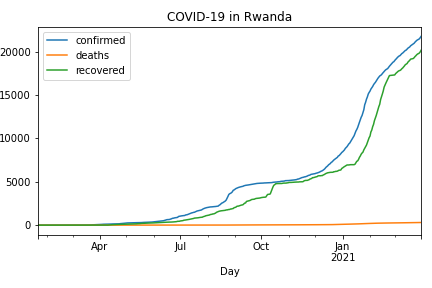 COVID-19 in Rwanda
confirmed
deaths
recovered
20000
15000
10000
5000
0
Apr
Jul
Oct
Jan
2021
Day